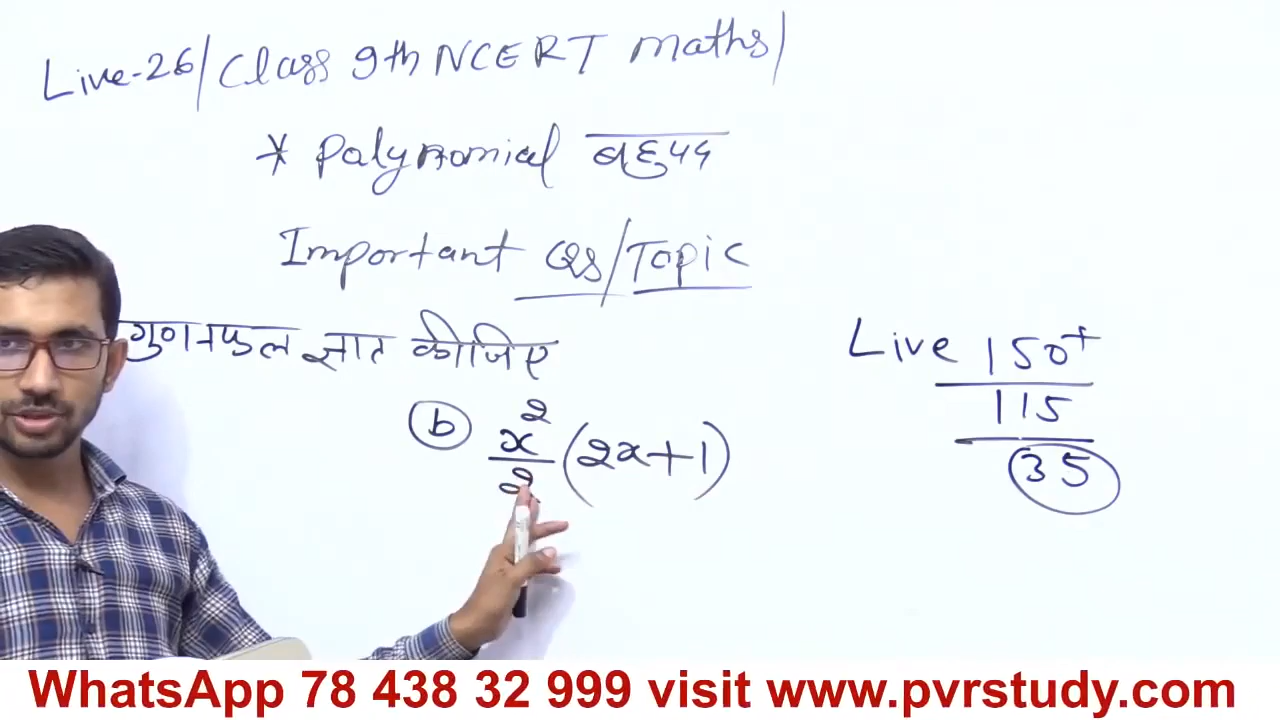 Live-26/Class 9th NCERT maths/
* Polynomial बहुपद
Important QS/Topic
गुणनफल ज्ञात कीजिए
(b) x²/2 (2x+1)
Live 150+
115
35
WhatsApp 78 438 32 999 visit www.pvrstudy.com